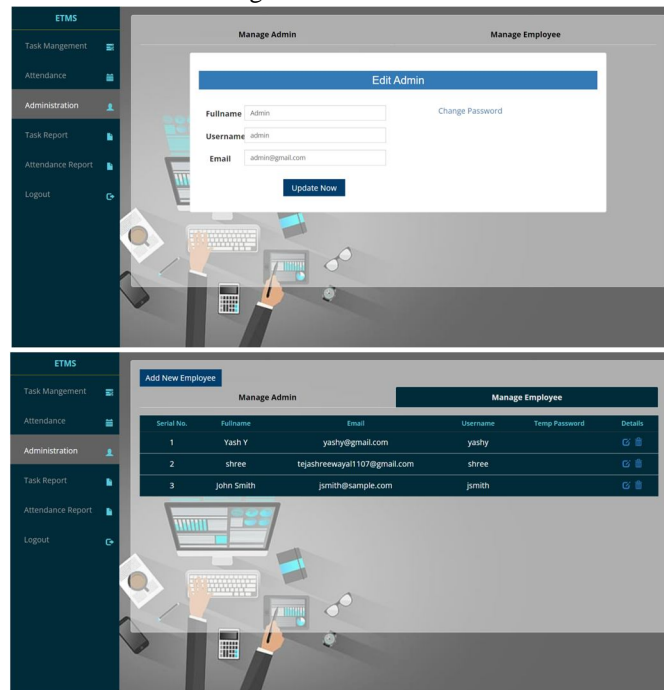 ETMS
Task Mangement
Attendance
Administration
Task Report
Attendance Report
Logout
Manage Admin Manage Employee
Edit Admin
Fullname Admin Change Password
Username admin
Email admin@gmail.com
Update Now
ETMS
Task Mangement
Attendance
Administration
Task Report
Attendance Report
Logout
Add New Employee
Manage Admin Manage Employee
Serial No. Fullname Email Username Temp Password Details
1 Yash Y yashy@gmail.com yashy
2 shree tejashreewayal1107@gmail.com shree
3 John Smith jsmith@sample.com jsmith